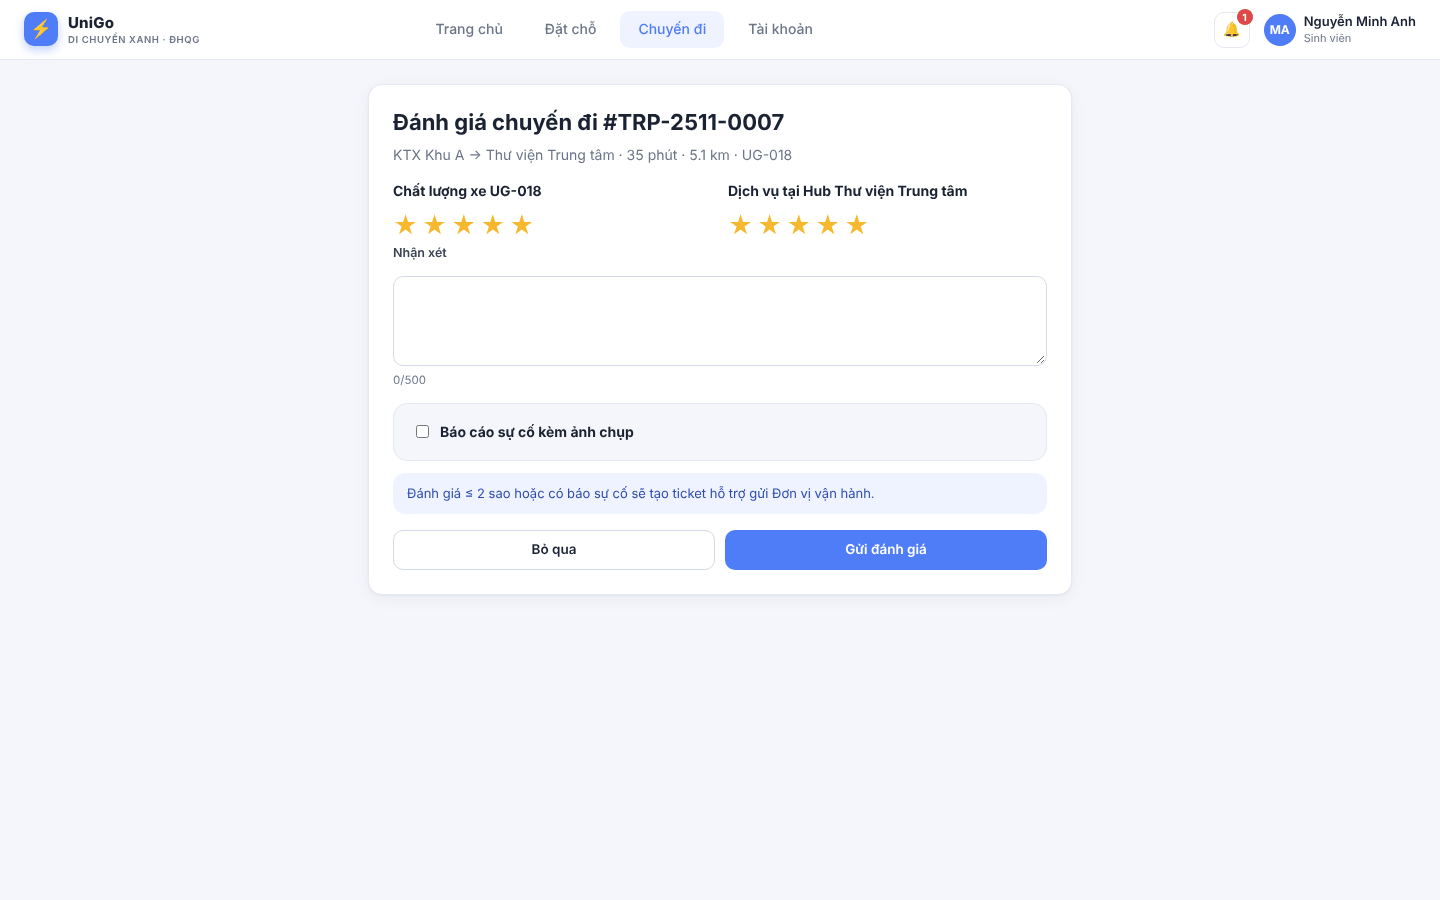 UniGo
DI CHUYỂN XANH · ĐHQG
Trang chủ
Đặt chỗ
Chuyến đi
Tài khoản
1
MA
Nguyễn Minh Anh
Sinh viên
Đánh giá chuyến đi #TRP-2511-0007
KTX Khu A → Thư viện Trung tâm · 35 phút · 5.1 km · UG-018
Chất lượng xe UG-018
Dịch vụ tại Hub Thư viện Trung tâm
★ ★ ★ ★ ★
★ ★ ★ ★ ★
Nhận xét
0/500
Báo cáo sự cố kèm ảnh chụp
Đánh giá ≤ 2 sao hoặc có báo sự cố sẽ tạo ticket hỗ trợ gửi Đơn vị vận hành.
Bỏ qua
Gửi đánh giá